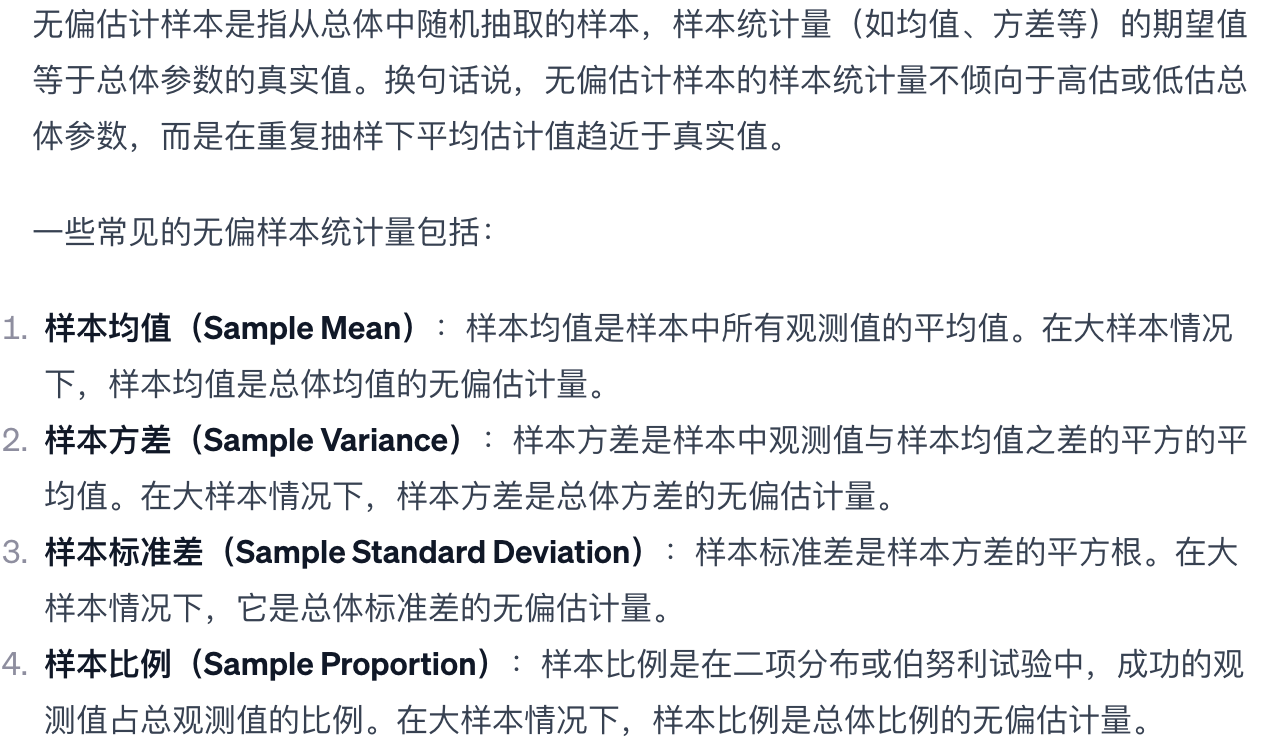 无偏估计样本是指从总体中随机抽取的样本，样本统计量（如均值、方差等）的期望值
等于总体参数的真实值。换句话说，无偏估计样本的样本统计量不倾向于高估或低估总
体参数，而是在重复抽样下平均估计值趋近于真实值。
一些常见的无偏样本统计量包括：
1. 样本均值（Sample Mean）： 样本均值是样本中所有观测值的平均值。在大样本情况
下，样本均值是总体均值的无偏估计量。
2. 样本方差（Sample Variance）： 样本方差是样本中观测值与样本均值之差的平方的平
均值。在大样本情况下，样本方差是总体方差的无偏估计量。
3. 样本标准差（Sample Standard Deviation）： 样本标准差是样本方差的平方根。在大
样本情况下，它是总体标准差的无偏估计量。
4. 样本比例（Sample Proportion）： 样本比例是在二项分布或伯努利试验中，成功的观
测值占总观测值的比例。在大样本情况下，样本比例是总体比例的无偏估计量。